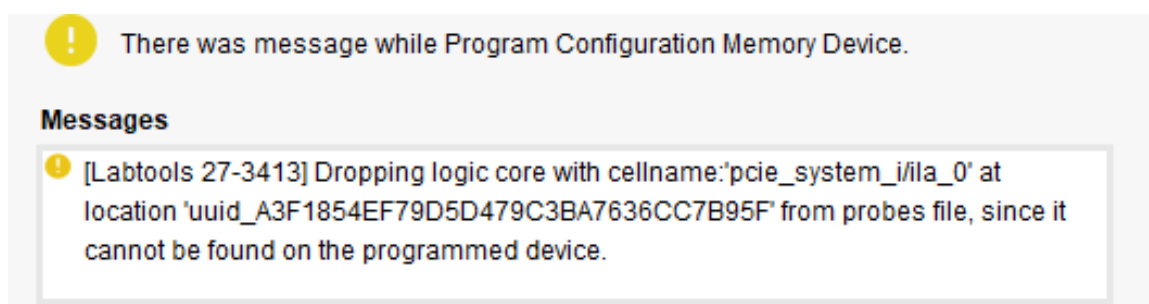 There was message while Program Configuration Memory Device.
Messages
[Labtools 27-3413] Dropping logic core with cellname:'pcie_system_i/ila_0' at
location 'uuid_A3F1854EF79D5D479C3BA7636CC7B95F' from probes file, since it
cannot be found on the programmed device.